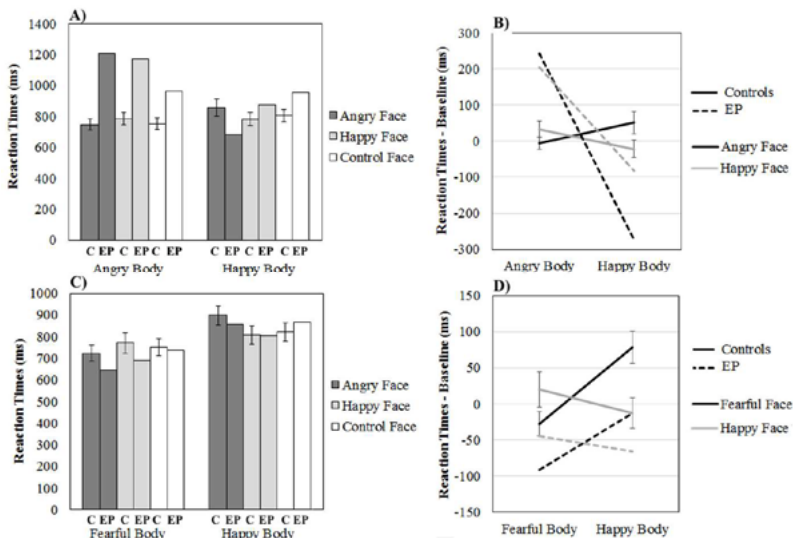 A)
Reaction Times (ms)
1400
1200
1000
800
600
400
200
0
C EP C EP C EP C EP C EP C EP
Angry Body Happy Body
Angry Face
Happy Face
Control Face
B)
Reaction Times - Baseline (ms)
300
200
100
0
-100
-200
-300
Angry Body Happy Body
Controls
EP
Angry Face
Happy Face
C)
Reaction Times (ms)
1000
900
800
700
600
500
400
300
200
100
0
C EP C EP C EP C EP C EP C EP
Fearful Body Happy Body
Angry Face
Happy Face
Control Face
D)
Reaction Times - Baseline (ms)
150
100
50
0
-50
-100
-150
Fearful Body Happy Body
Controls
EP
Fearful Face
Happy Face